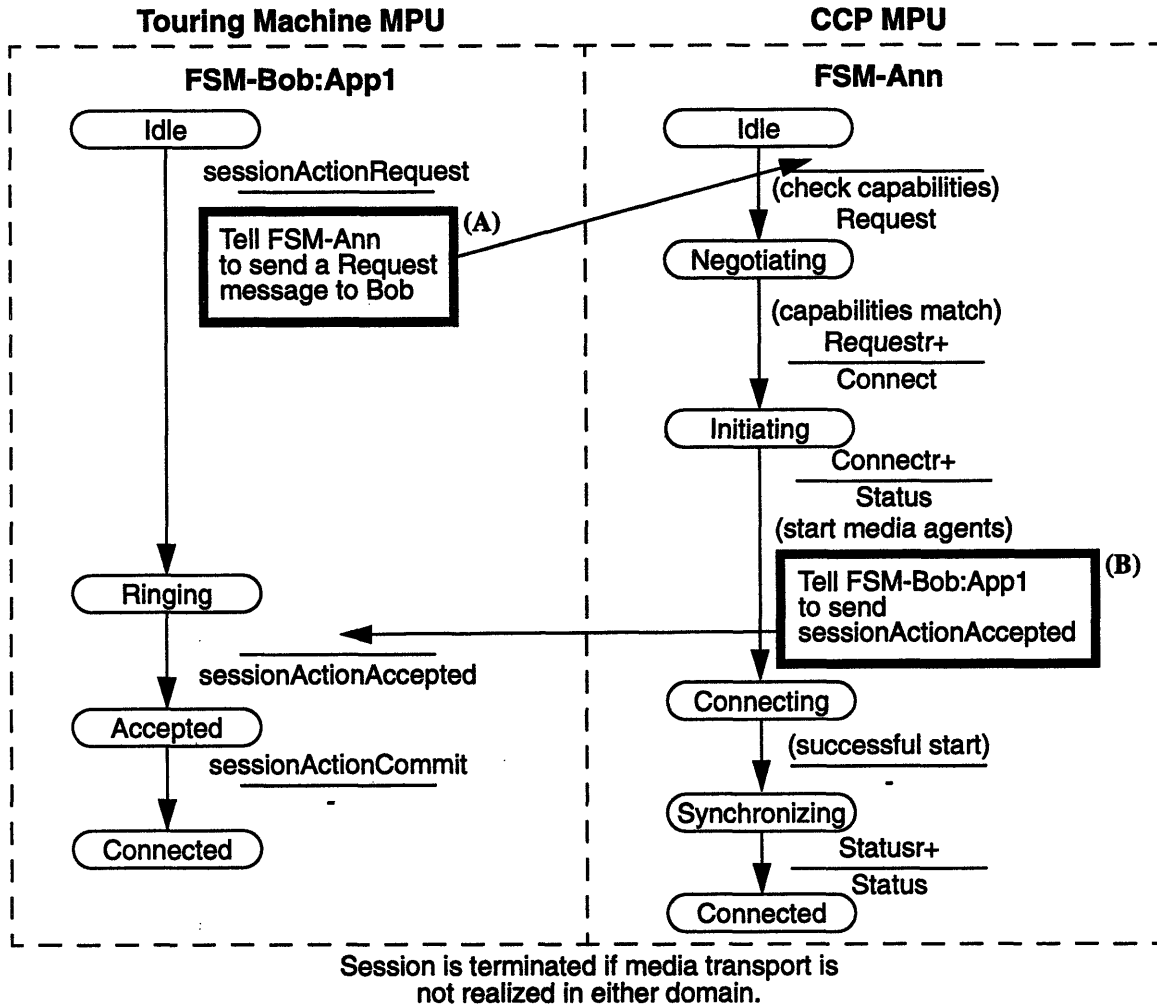 Touring Machine MPU
FSM-Bob:App1
Idle
sessionActionRequest
(A)
Tell FSM-Ann
to send a Request
message to Bob
Ringing
sessionActionAccepted
Accepted
sessionActionCommit
-
Connected
CCP MPU
FSM-Ann
Idle
(check capabilities)
Request
Negotiating
(capabilities match)
Requestr+
Connect
Initiating
Connectr+
Status
(start media agents)
(B)
Tell FSM-Bob:App1
to send
sessionActionAccepted
Connecting
(successful start)
-
Synchronizing
Statusr+
Status
Connected
Session is terminated if media transport is
not realized in either domain.